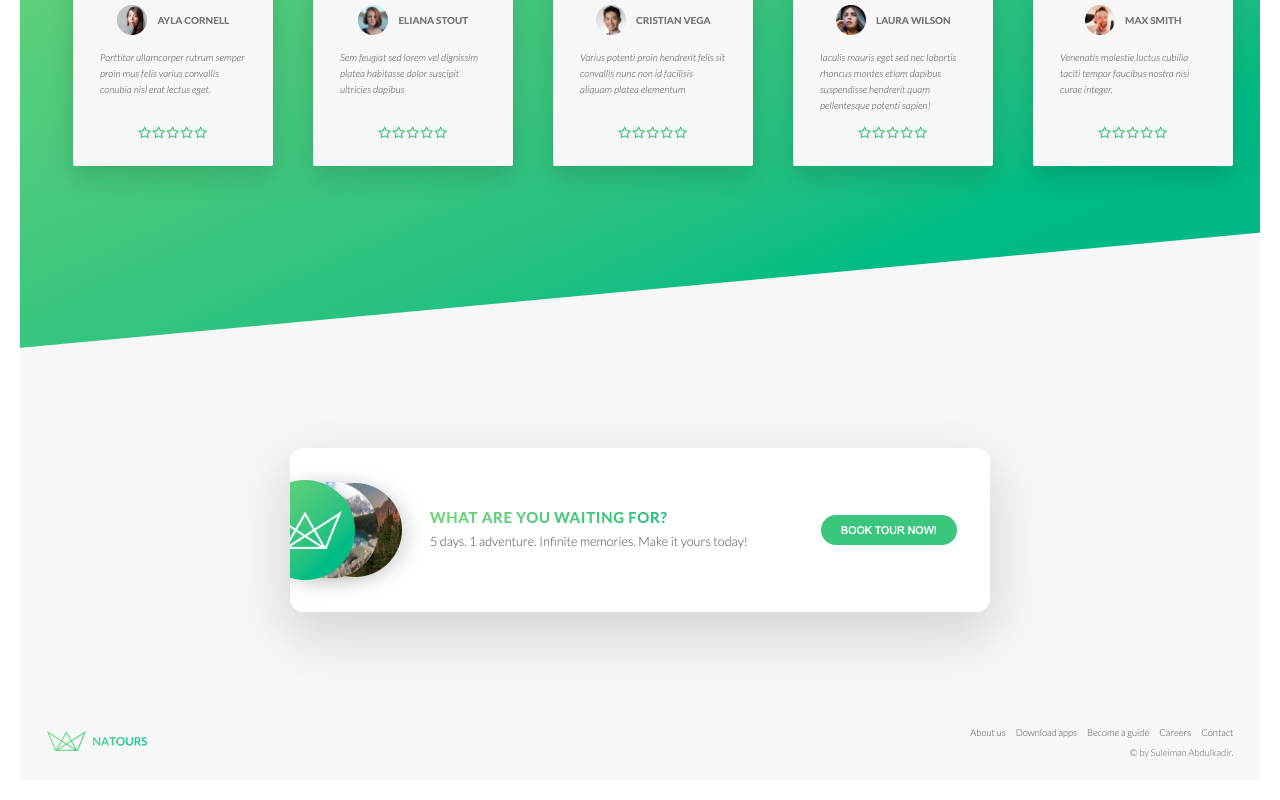 AYLA CORNELL
Porttitor ullamcorper rutrum semper
proin mus felis varius convallis
conubia nisl erat lectus eget.
ELIANA STOUT
Sem feugiat sed lorem vel dignissim
platea habitasse dolor suscipit
ultricies dapibus
CRISTIAN VEGA
Varius potenti proin hendrerit felis sit
convallis nunc non id facilisis
aliquam platea elementum
LAURA WILSON
Iaculis mauris eget sed nec lobortis
rhoncus montes etiam dapibus
suspendisse hendrerit quam
pellentesque potenti sapien!
MAX SMITH
Venenatis molestie luctus cubilia
taciti tempor faucibus nostra nisi
curae integer.
WHAT ARE YOU WAITING FOR?
5 days. 1 adventure. Infinite memories. Make it yours today!
BOOK TOUR NOW!
NATOURS
About us Download apps Become a guide Careers Contact
© by Suleiman Abdulkadir.